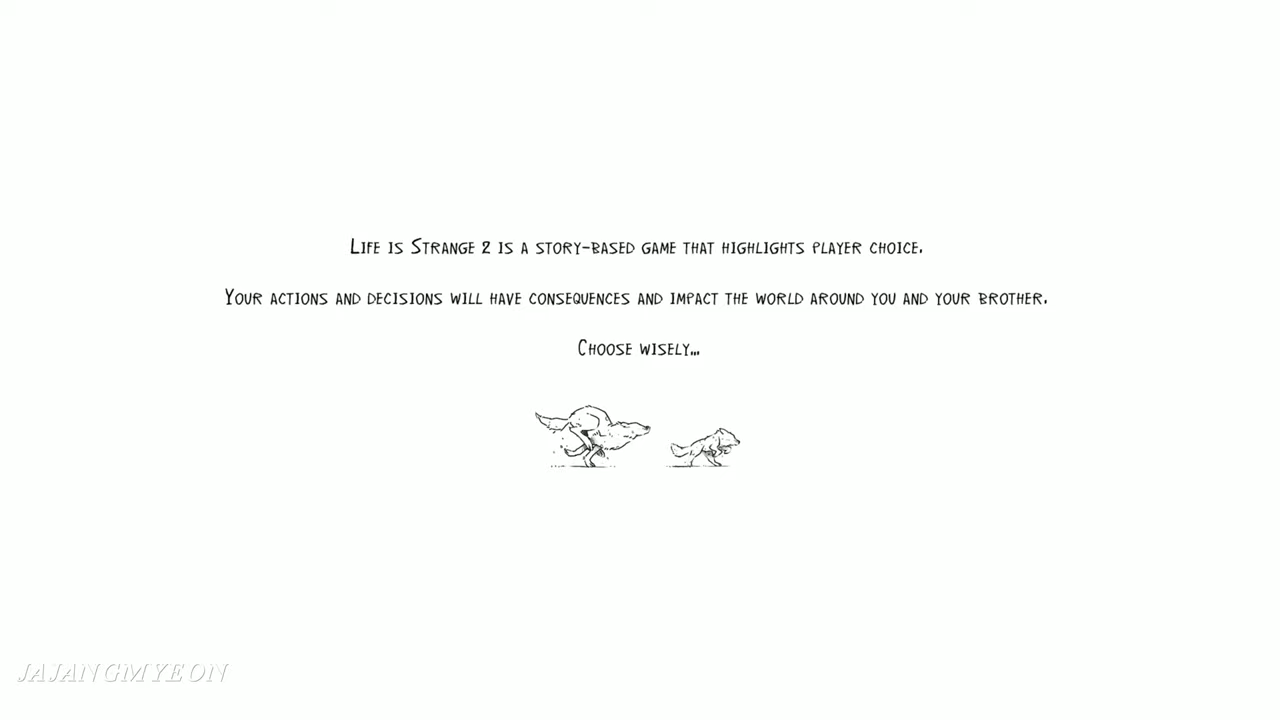 Life is Strange 2 is a story-based game that highlights player choice.
Your actions and decisions will have consequences and impact the world around you and your brother.
Choose wisely...
JAJANGMYEON